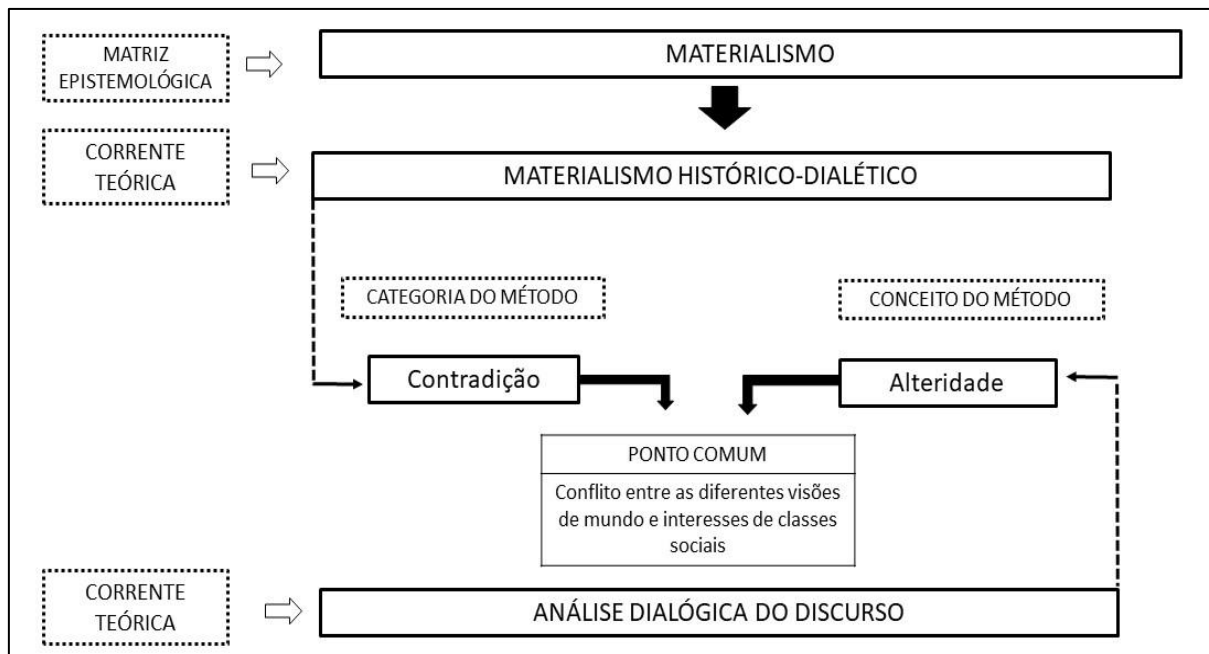 MATRIZ
EPISTEMOLÓGICA
MATERIALISMO
CORRENTE
TEÓRICA
MATERIALISMO HISTÓRICO-DIALÉTICO
CATEGORIA DO MÉTODO
CONCEITO DO MÉTODO
Contradição
Alteridade
PONTO COMUM
Conflito entre as diferentes visões
de mundo e interesses de classes
sociais
CORRENTE
TEÓRICA
ANÁLISE DIALÓGICA DO DISCURSO